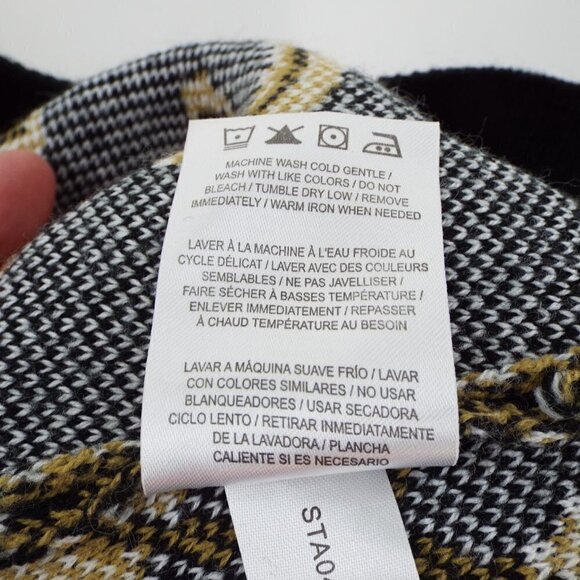 MACHINE WASH COLD GENTLE /
WASH WITH LIKE COLORS / DO NOT
BLEACH / TUMBLE DRY LOW / REMOVE
IMMEDIATELY / WARM IRON WHEN NEEDED
LAVER À LA MACHINE À L'EAU FROIDE AU
CYCLE DÉLICAT / LAVER AVEC DES COULEURS
SEMBLABLES / NE PAS JAVELLISER /
FAIRE SÉCHER À BASSES TEMPÉRATURE /
ENLEVER IMMÉDIATEMENT / REPASSER
À CHAUD TEMPÉRATURE AU BESOIN
LAVAR A MÁQUINA SUAVE FRÍO / LAVAR
CON COLORES SIMILARES / NO USAR
BLANQUEADORES / USAR SECADORA
CICLO LENTO / RETIRAR INMEDIATAMENTE
DE LA LAVADORA / PLANCHA
CALIENTE SI ES NECESARIO
STA0